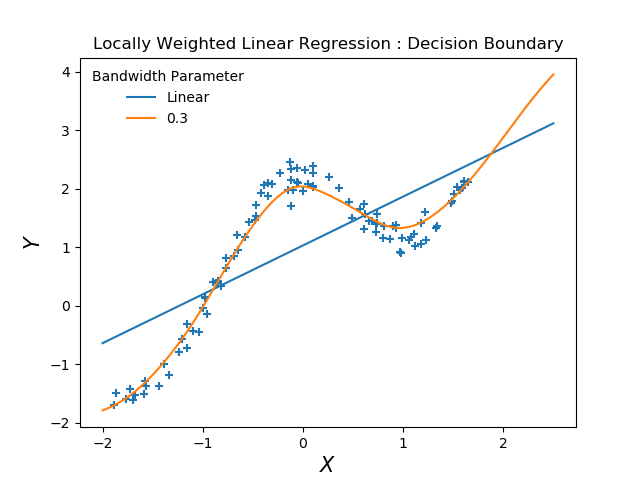 Locally Weighted Linear Regression : Decision Boundary
Bandwidth Parameter
Linear
0.3
Y
4
3
2
1
0
−1
−2
−2
−1
0
1
2
X